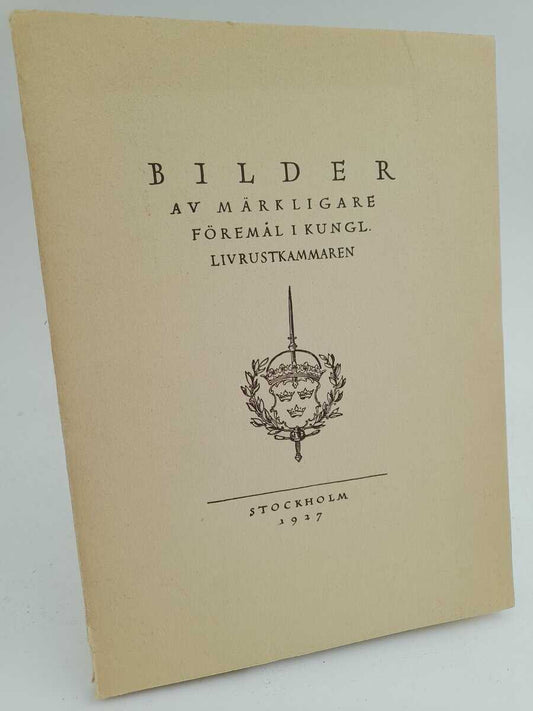 BILDER
AV MÄRKLIGARE
FÖREMÅL I KUNGL.
LIVRUSTKAMMAREN
STOCKHOLM
1927